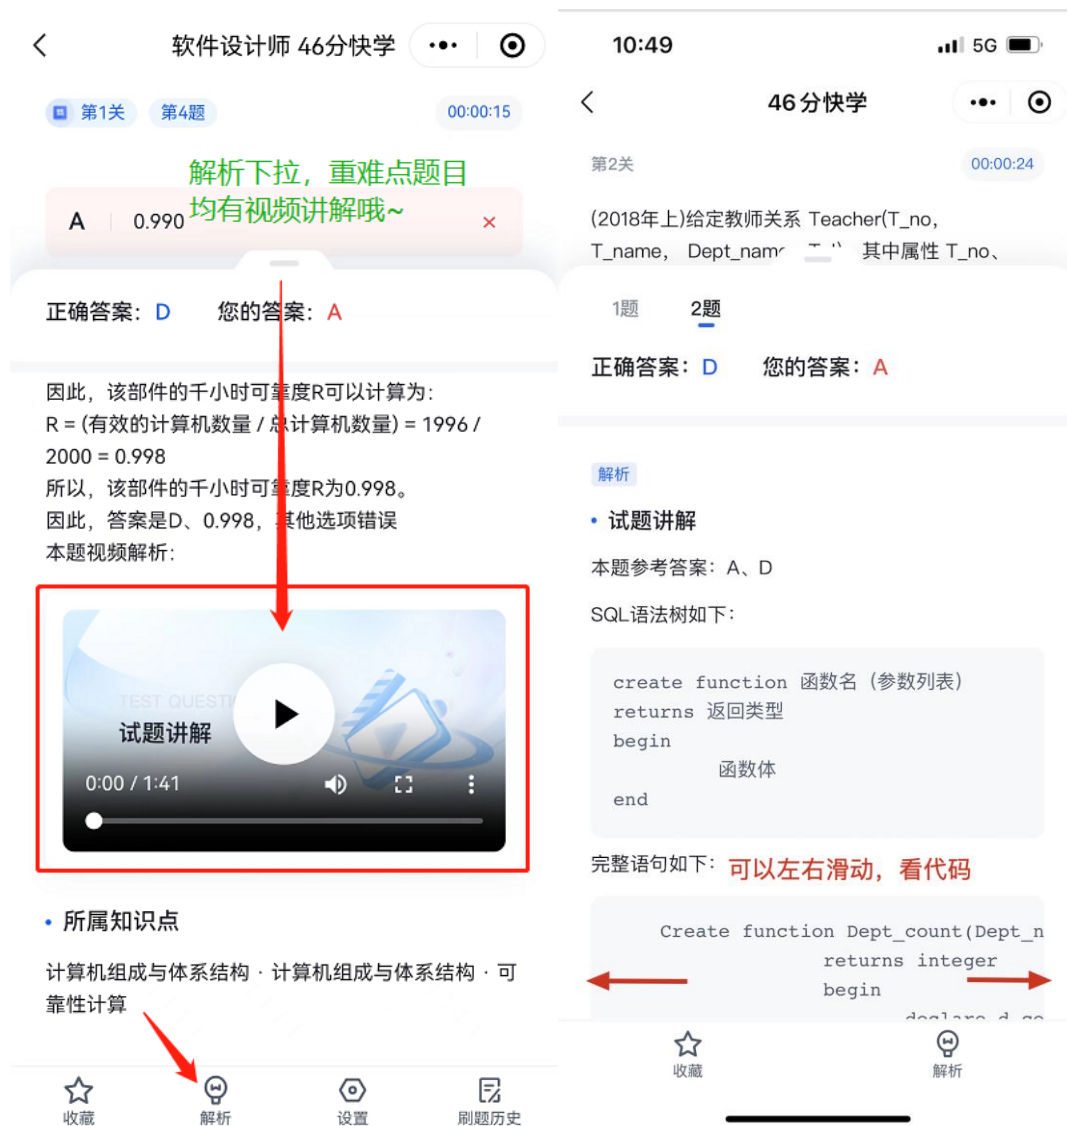 软件设计师 46分快学
第1关
第4题
00:00:15
解析下拉，重难点题目
均有视频讲解哦~
A
0.990
正确答案：D
您的答案：A
因此，该部件的千小时可靠度R可以计算为：
R = (有效的计算机数量 / 总计算机数量) = 1996 /
2000 = 0.998
所以，该部件的千小时可靠度R为0.998。
因此，答案是D、0.998，其他选项错误
本题视频解析：
TEST QUESTI
试题讲解
0:00 / 1:41
• 所属知识点
计算机组成与体系结构 · 计算机组成与体系结构 · 可
靠性计算
收藏
解析
设置
刷题历史
10:49
5G
46分快学
第2关
00:00:24
(2018年上)给定教师关系 Teacher(T_no，
T_name， Dept_name 其中属性 T_no、
1题
2题
正确答案：D
您的答案：A
解析
• 试题讲解
本题参考答案：A、D
SQL语法树如下：
create function 函数名（参数列表）
returns 返回类型
begin
函数体
end
完整语句如下：
可以左右滑动，看代码
Create function Dept_count(Dept_n
returns integer
begin
收藏
解析